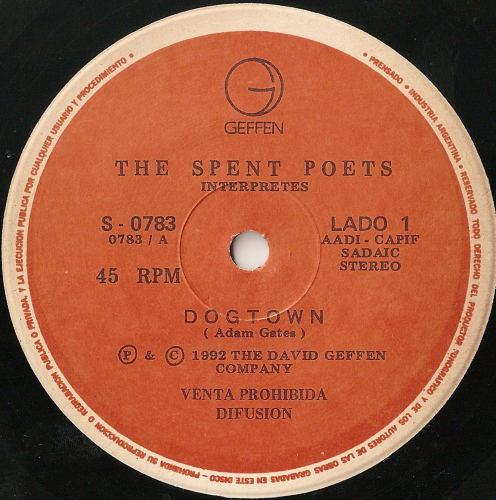 GEFFEN
THE SPENT POETS
INTERPRETES
S - 0783
0783 / A
45 RPM
LADO 1
AADI - CAPIF
SADAIC
STEREO
DOGTOWN
( Adam Gates )
Ⓟ & © 1992 THE DAVID GEFFEN
COMPANY
VENTA PROHIBIDA
DIFUSION
• PRENSADO • INDUSTRIA ARGENTINA • RESERVADO TODO DERECHO DEL PRODUCTOR FONOGRAFICO Y DE LOS AUTORES DE LAS OBRAS GRABADAS EN ESTE DISCO – PROHIBIDA SU REPRODUCCION O REGRABACION PUBLICA O PRIVADA, Y LA EJECUCION PUBLICA POR CUALQUIER USUARIO Y PROCEDIMIENTO •